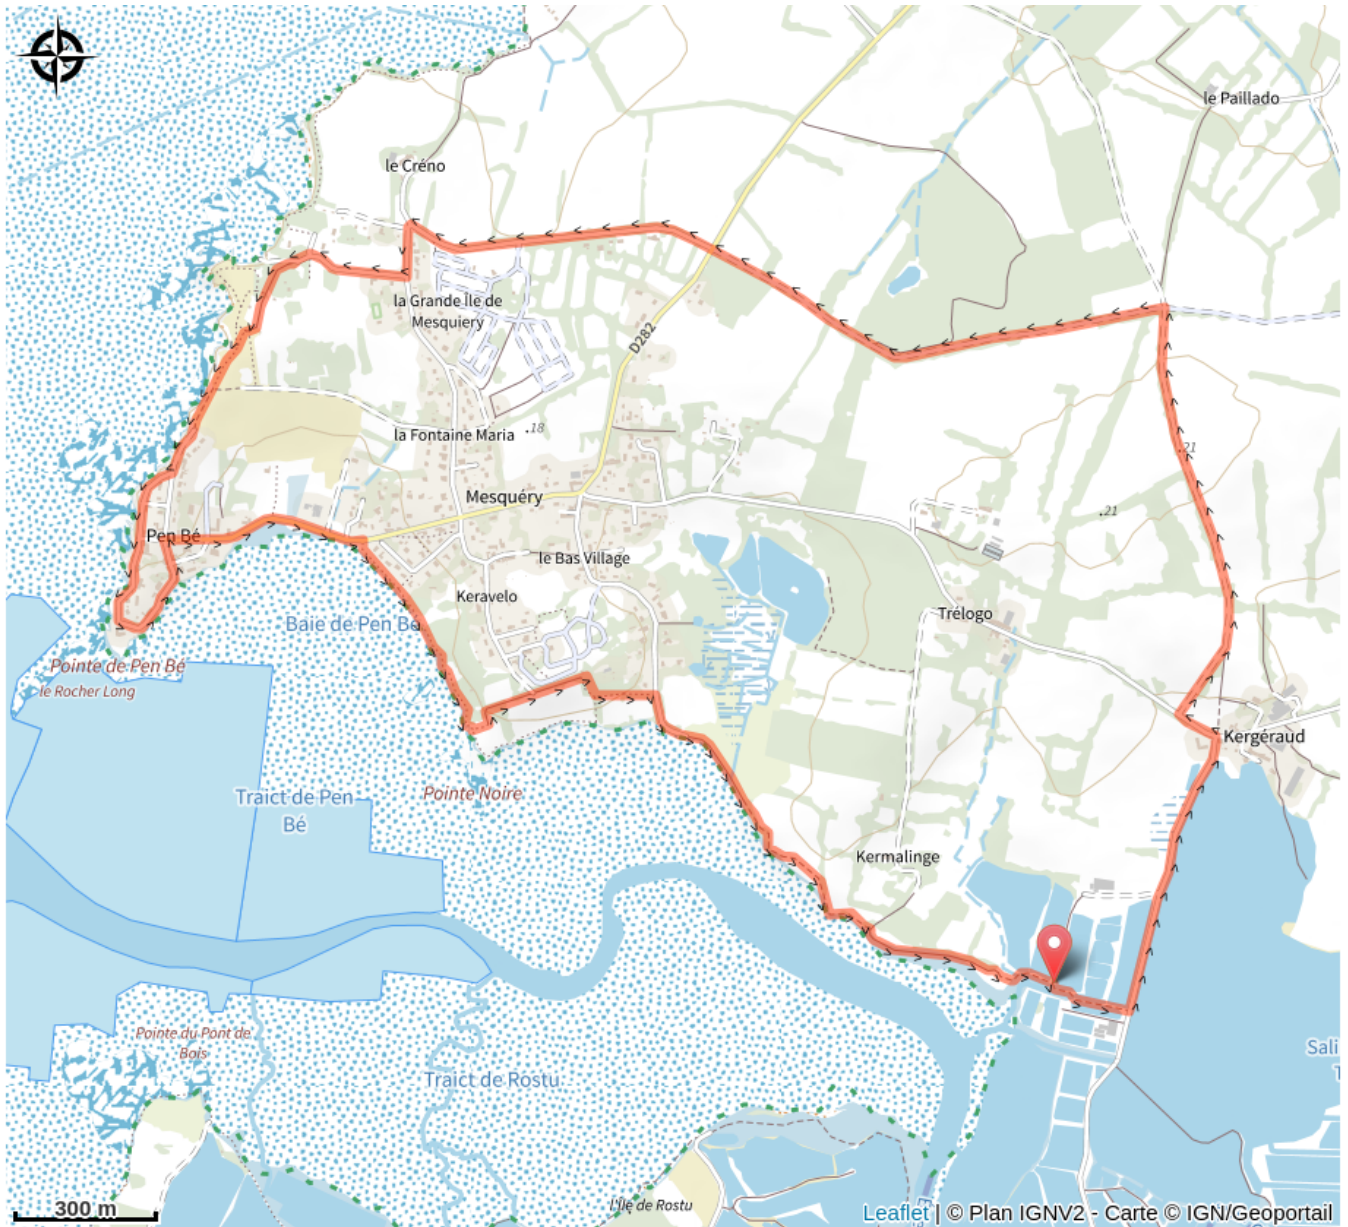 le Paillado
le Créno
la Grande Île de
Mesquiery
D282
la Fontaine Maria
18
21
21
Mesquéry
Pen Bé
le Bas Village
Keravelo
Trélogo
Baie de Pen Bé
Pointe de Pen Bé
le Rocher Long
Kergéraud
Pointe Noire
Traict de Pen
Bé
Kermalinge
Pointe du Pont de
Bais
Sali
Traict de Rostu
l'Île de Rostu
300 m
Leaflet | © Plan IGNV2 - Carte © IGN/Geoportail